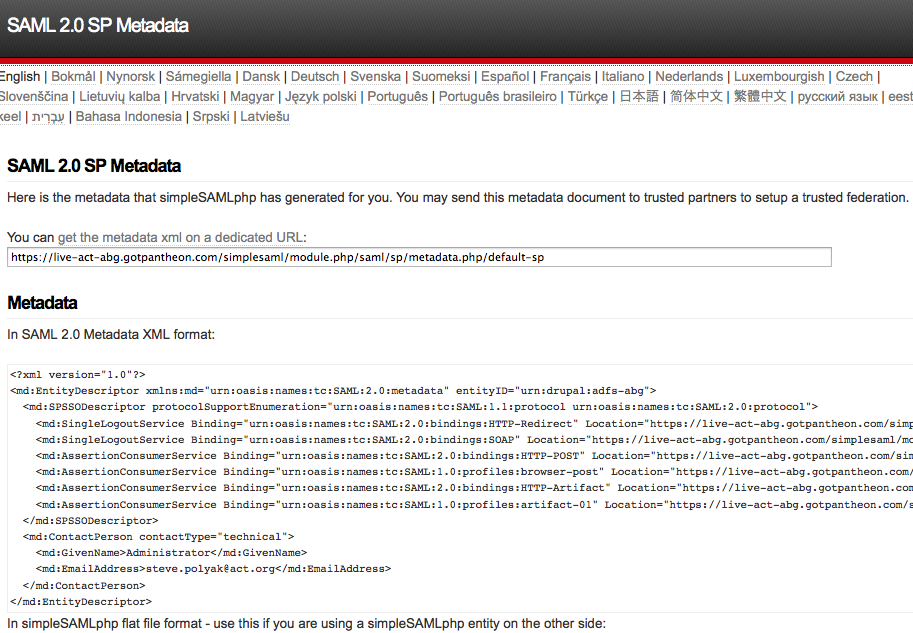 SAML 2.0 SP Metadata
English | Bokmål | Nynorsk | Sámegiella | Dansk | Deutsch | Svenska | Suomeksi | Español | Français | Italiano | Nederlands | Luxembourgish | Czech |
Slovenščina | Lietuvių kalba | Hrvatski | Magyar | Język polski | Português | Português brasileiro | Türkçe | 日本語 | 简体中文 | 繁體中文 | русский язык | eest
keel | עִבְרִית | Bahasa Indonesia | Srpski | Latviešu
SAML 2.0 SP Metadata
Here is the metadata that simpleSAMLphp has generated for you. You may send this metadata document to trusted partners to setup a trusted federation.
You can get the metadata xml on a dedicated URL:
https://live-act-abg.gotpantheon.com/simplesaml/module.php/saml/sp/metadata.php/default-sp
Metadata
In SAML 2.0 Metadata XML format:
<?xml version="1.0"?>
<md:EntityDescriptor xmlns:md="urn:oasis:names:tc:SAML:2.0:metadata" entityID="urn:drupal:adfs-abg">
<md:SPSSODescriptor protocolSupportEnumeration="urn:oasis:names:tc:SAML:1.1:protocol urn:oasis:names:tc:SAML:2.0:protocol">
<md:SingleLogoutService Binding="urn:oasis:names:tc:SAML:2.0:bindings:HTTP-Redirect" Location="https://live-act-abg.gotpantheon.com/simp
<md:SingleLogoutService Binding="urn:oasis:names:tc:SAML:2.0:bindings:SOAP" Location="https://live-act-abg.gotpantheon.com/simplesaml/mo
<md:AssertionConsumerService Binding="urn:oasis:names:tc:SAML:2.0:bindings:HTTP-POST" Location="https://live-act-abg.gotpantheon.com/sim
<md:AssertionConsumerService Binding="urn:oasis:names:tc:SAML:1.0:profiles:browser-post" Location="https://live-act-abg.gotpantheon.com/
<md:AssertionConsumerService Binding="urn:oasis:names:tc:SAML:2.0:bindings:HTTP-Artifact" Location="https://live-act-abg.gotpantheon.com
<md:AssertionConsumerService Binding="urn:oasis:names:tc:SAML:1.0:profiles:artifact-01" Location="https://live-act-abg.gotpantheon.com/s
</md:SPSSODescriptor>
<md:ContactPerson contactType="technical">
<md:GivenName>Administrator</md:GivenName>
<md:EmailAddress>steve.polyak@act.org</md:EmailAddress>
</md:ContactPerson>
</md:EntityDescriptor>
In simpleSAMLphp flat file format - use this if you are using a simpleSAMLphp entity on the other side: